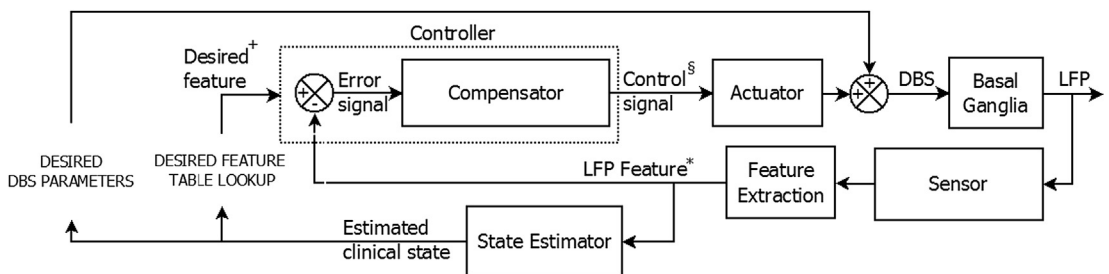 Controller
Desired+
feature
Error
signal
Compensator
Control§
signal
Actuator
DBS
Basal
Ganglia
LFP
+
-
+
+
DESIRED
DBS PARAMETERS
DESIRED FEATURE
TABLE LOOKUP
LFP Feature*
Feature
Extraction
Sensor
Estimated
clinical state
State Estimator